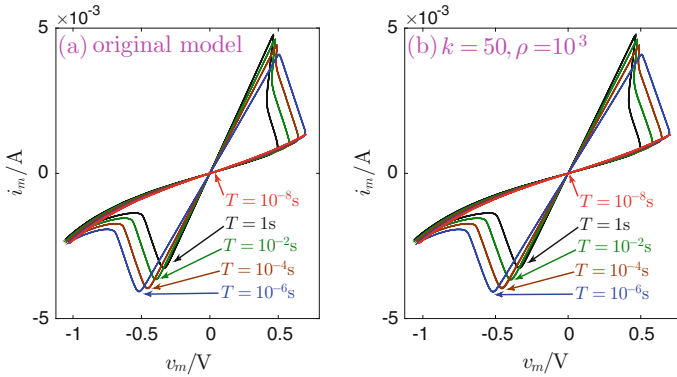 5 ×10⁻³
(a) original model
0
-5
i_m/A
T = 10⁻⁸s
T = 1s
T = 10⁻²s
T = 10⁻⁴s
T = 10⁻⁶s
-1 -0.5 0 0.5
v_m/V
5 ×10⁻³
(b) k = 50, ρ = 10³
0
-5
i_m/A
T = 10⁻⁸s
T = 1s
T = 10⁻²s
T = 10⁻⁴s
T = 10⁻⁶s
-1 -0.5 0 0.5
v_m/V